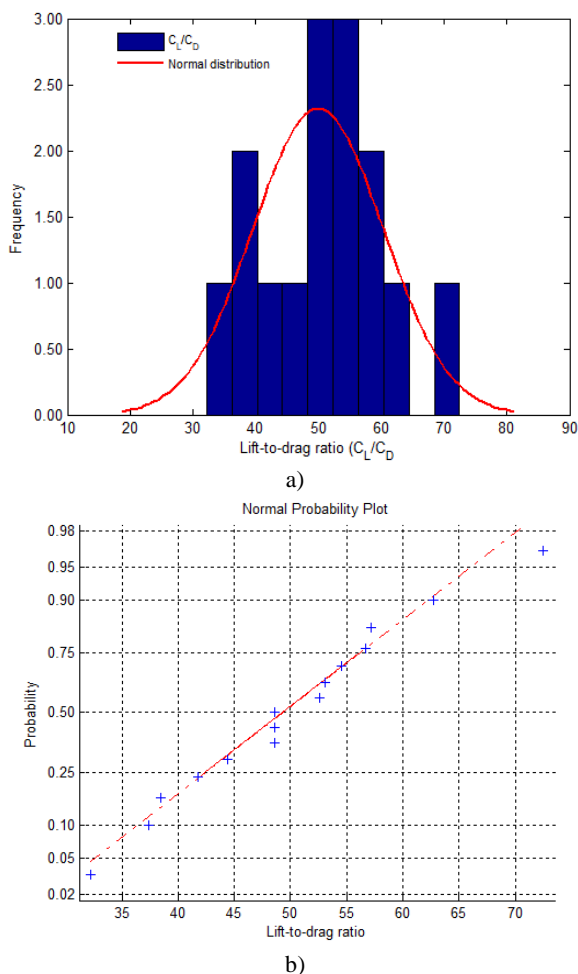 3.00
2.50
2.00
1.50
1.00
0.50
0.00
Frequency
C_L/C_D
Normal distribution
10 20 30 40 50 60 70 80 90
Lift-to-drag ratio (C_L/C_D
a)
Normal Probability Plot
0.98
0.95
0.90
0.75
0.50
0.25
0.10
0.05
0.02
Probability
35 40 45 50 55 60 65 70
Lift-to-drag ratio
b)